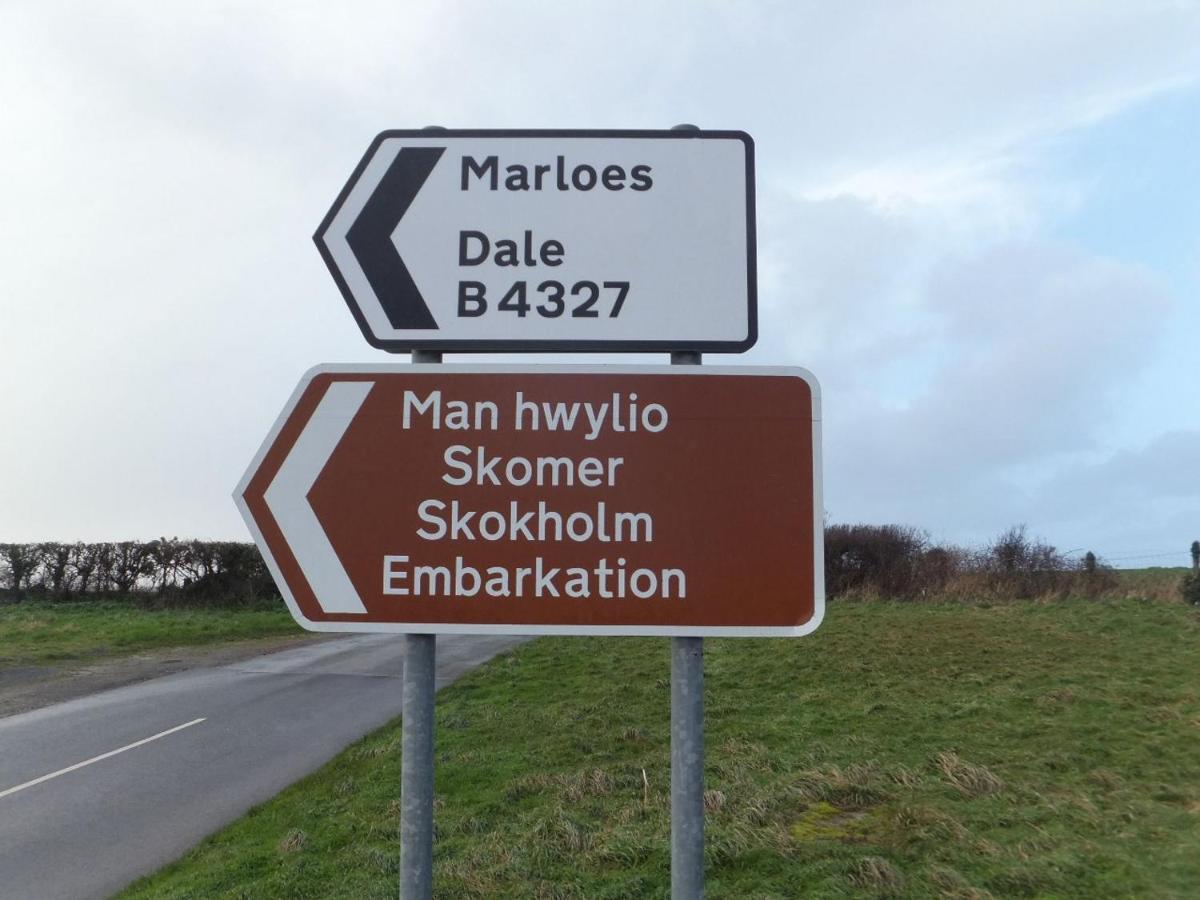 Marloes
Dale
B4327
Man hwylio
Skomer
Skokholm
Embarkation